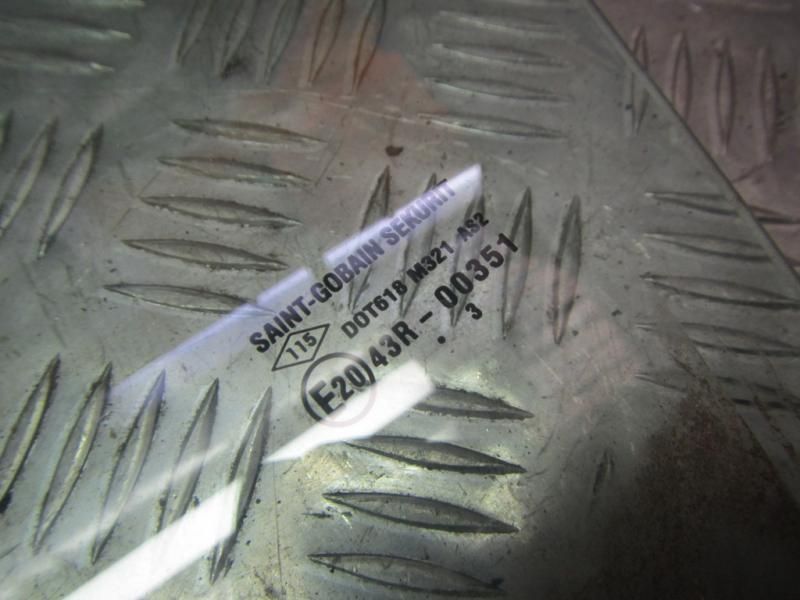 SAINT-GOBAIN SEKURIT
115 DOT618 M321 AS2
E20 43R - 00351
. 3